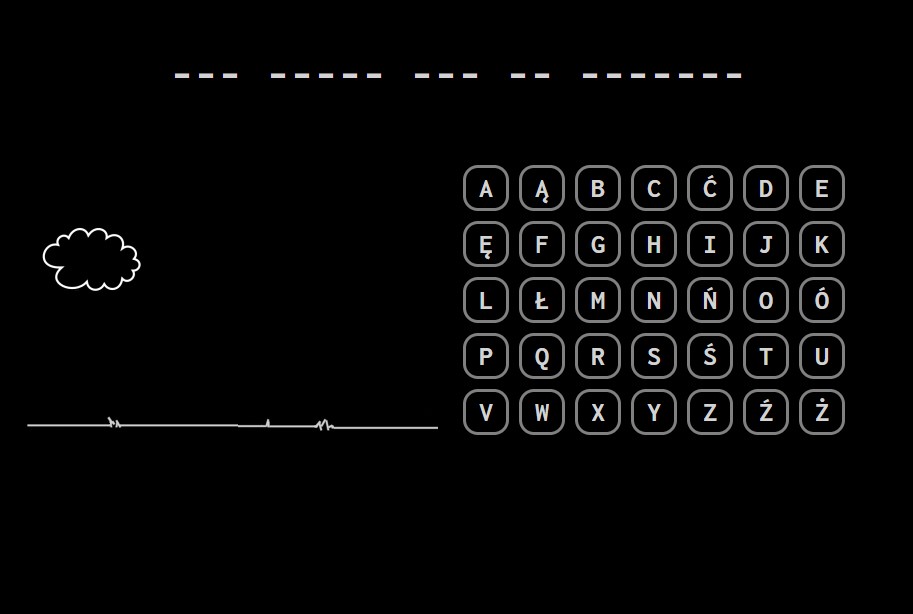 --- ----- --- -- -------
A Ą B C Ć D E
Ę F G H I J K
L Ł M N Ń O Ó
P Q R S Ś T U
V W X Y Z Ź Ż